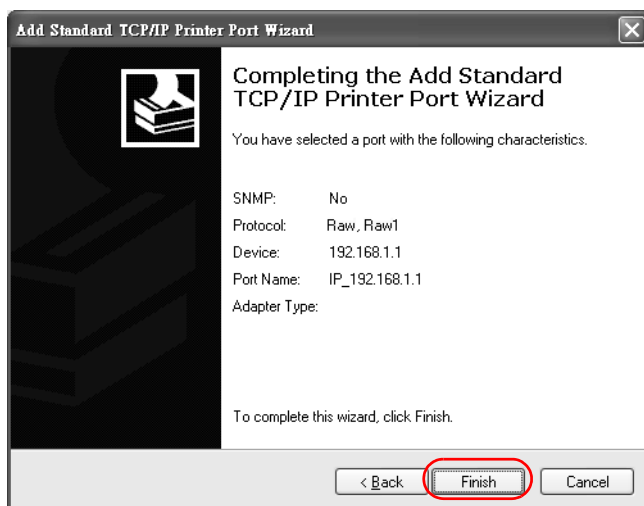 Add Standard TCP/IP Printer Port Wizard
Completing the Add Standard
TCP/IP Printer Port Wizard
You have selected a port with the following characteristics.
SNMP: No
Protocol: Raw, Raw1
Device: 192.168.1.1
Port Name: IP_192.168.1.1
Adapter Type:
To complete this wizard, click Finish.
< Back Finish Cancel